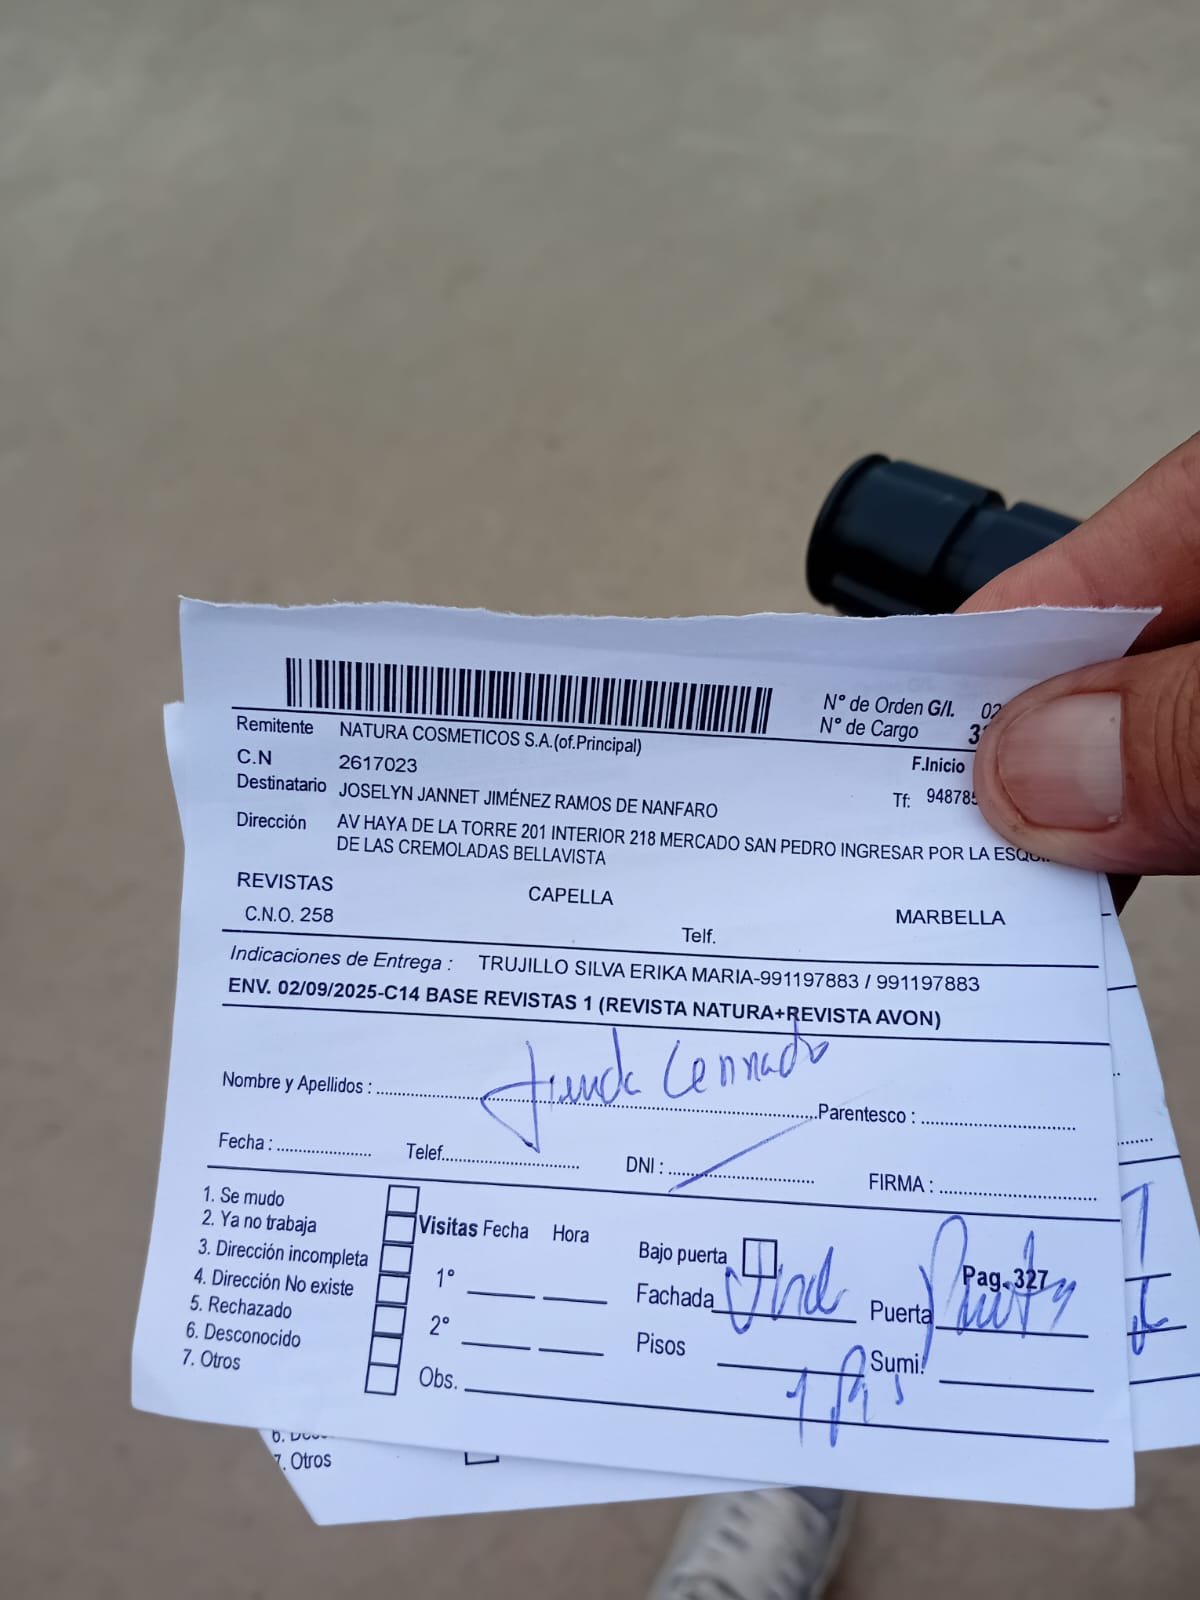 N° de Orden G/I. 02
N° de Cargo 3
Remitente NATURA COSMETICOS S.A.(of.Principal)
F.Inicio
C.N 2617023
Tf: 94878
Destinatario JOSELYN JANNET JIMÉNEZ RAMOS DE NANFARO
Dirección AV HAYA DE LA TORRE 201 INTERIOR 218 MERCADO SAN PEDRO INGRESAR POR LA
DE LAS CREMOLADAS BELLAVISTA
REVISTAS CAPELLA MARBELLA
C.N.O. 258 Telf.
Indicaciones de Entrega : TRUJILLO SILVA ERIKA MARIA-991197883 / 991197883
ENV. 02/09/2025-C14 BASE REVISTAS 1 (REVISTA NATURA+REVISTA AVON)
Nombre y Apellidos : Parentesco :
Fecha : Telef. DNI : FIRMA :
1. Se mudo
2. Ya no trabaja
3. Dirección incompleta
4. Dirección No existe
5. Rechazado
6. Desconocido
7. Otros
Visitas Fecha Hora
1°
2°
Obs.
Bajo puerta
Fachada Puerta
Pag. 327
Pisos Sumi.
7. Otros